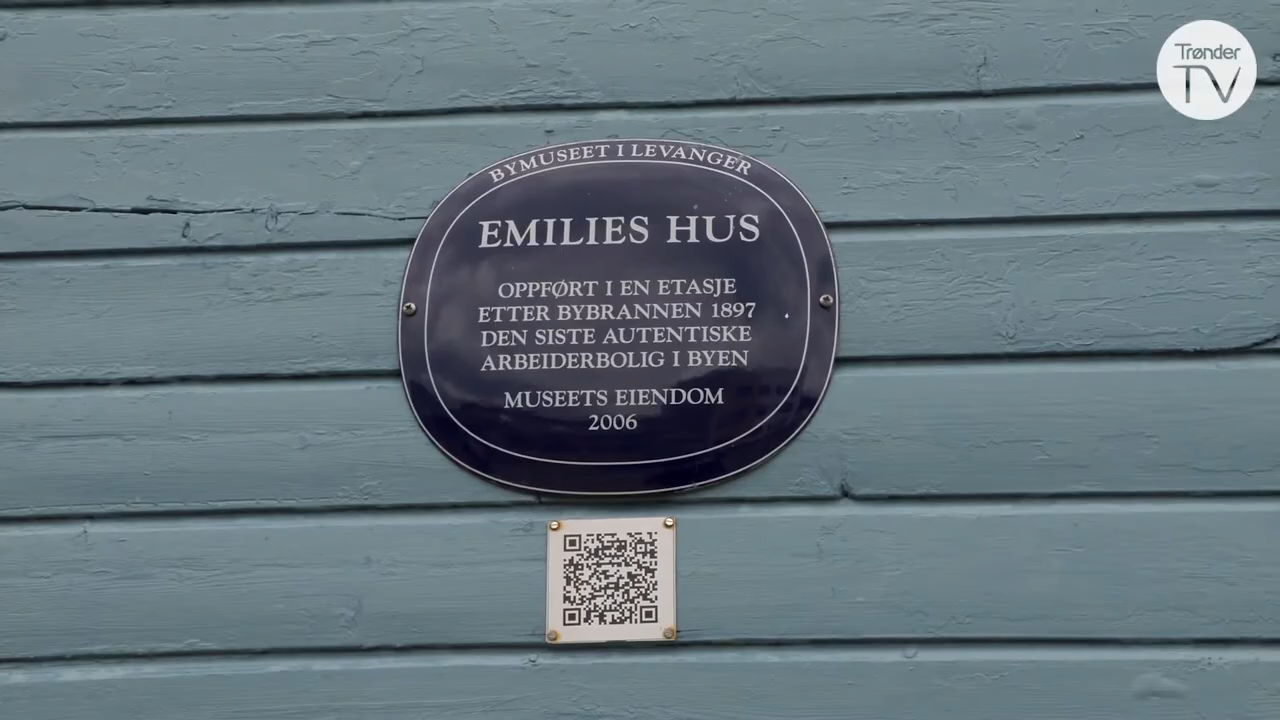 Trønder
TV
BYMUSEET I LEVANGER
EMILIES HUS
OPPFØRT I EN ETASJE
ETTER BYBRANNEN 1897
DEN SISTE AUTENTISKE
ARBEIDERBOLIG I BYEN
MUSEETS EIENDOM
2006